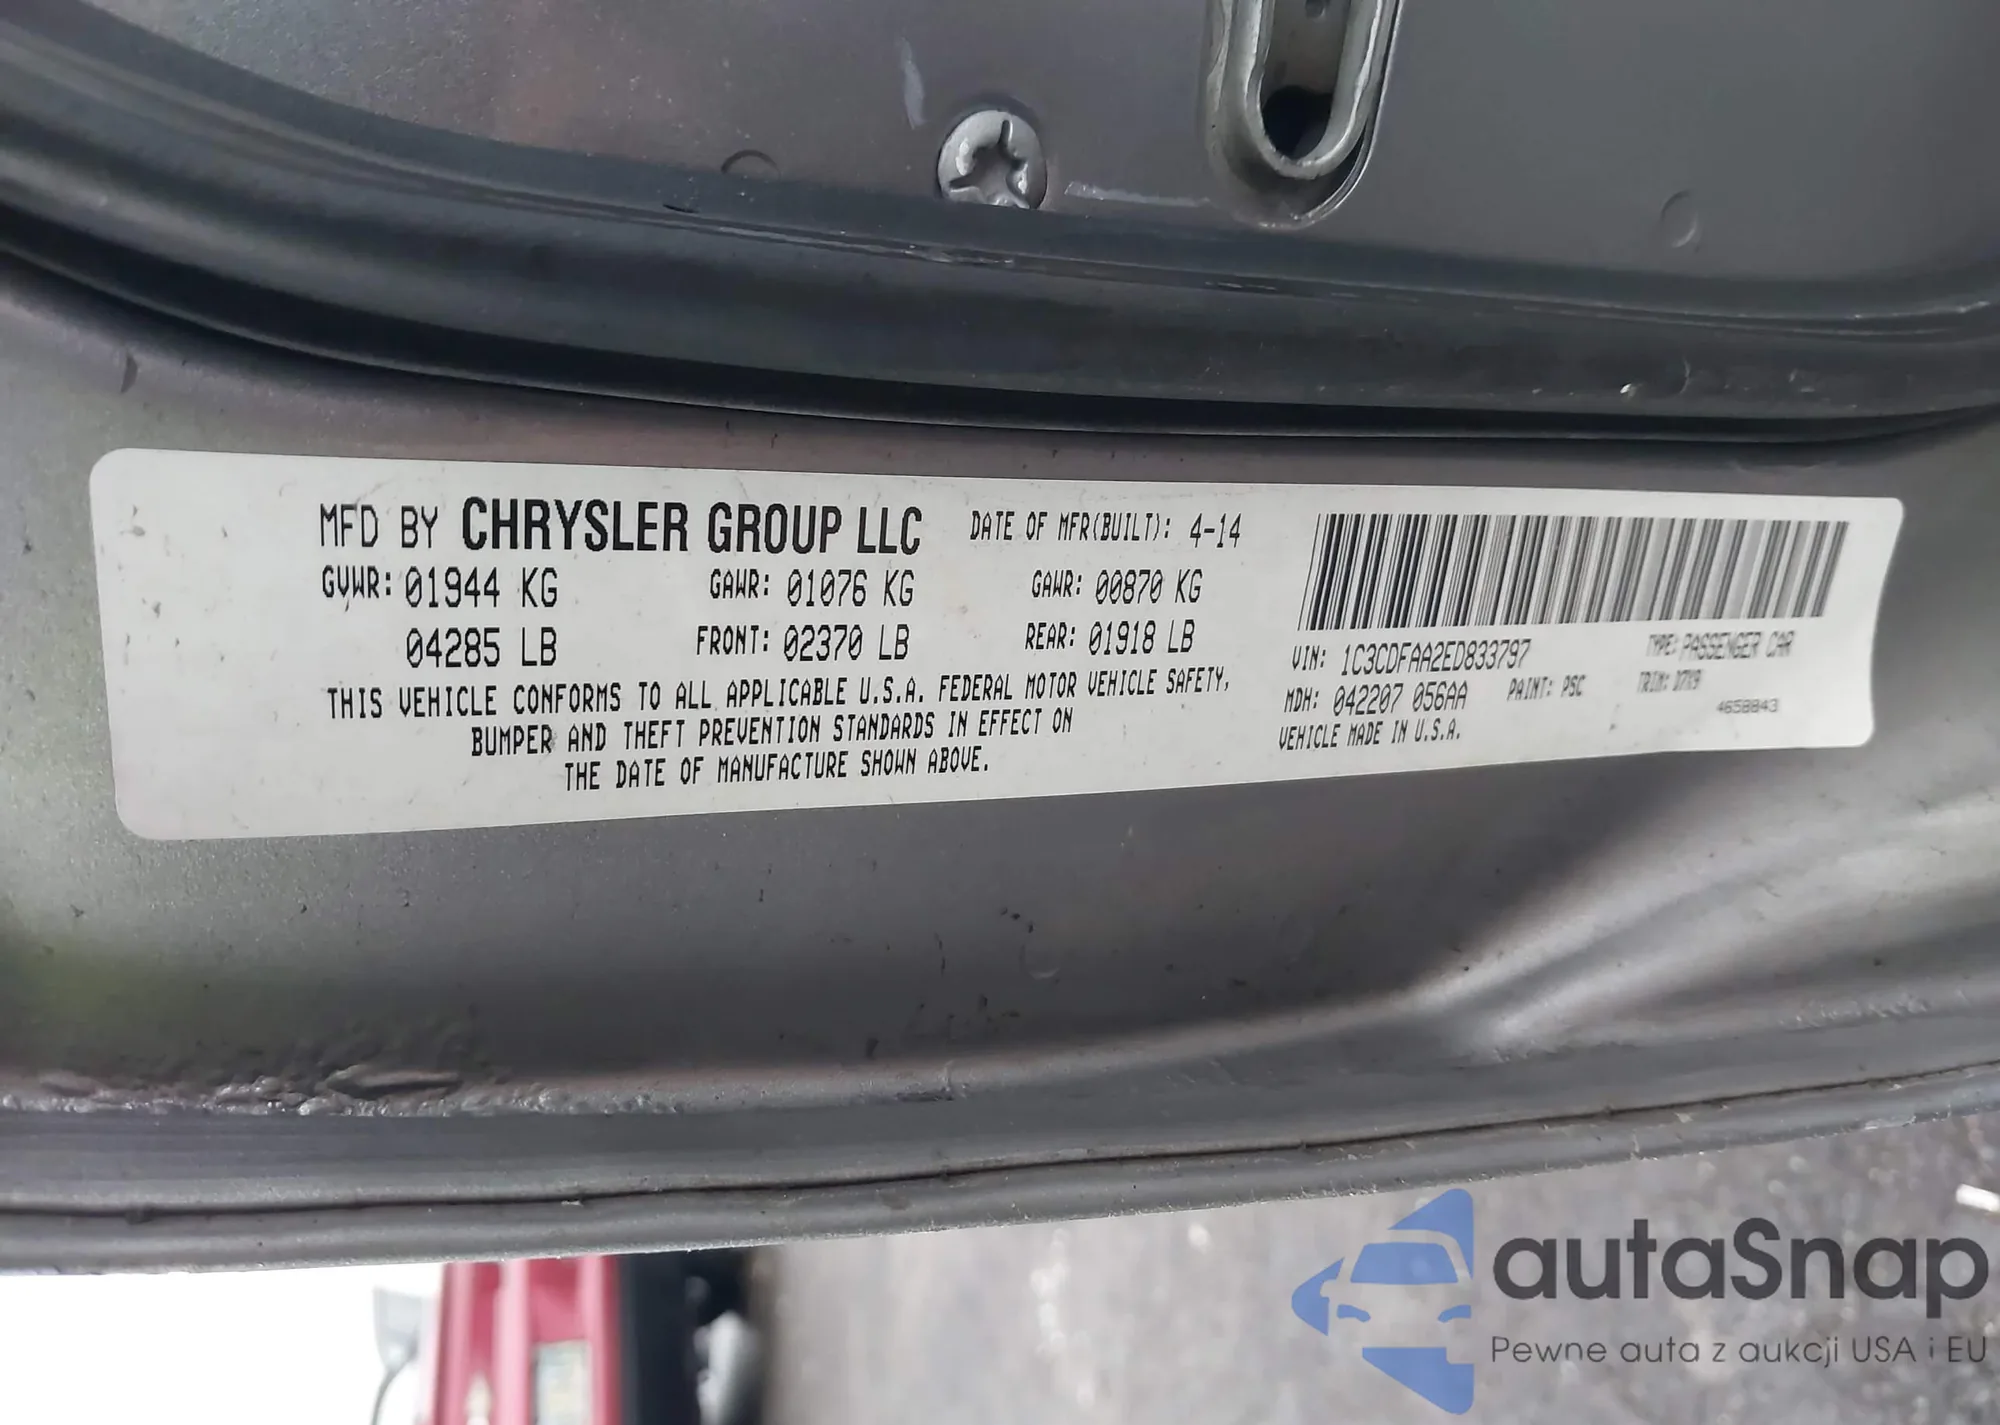 MFD BY CHRYSLER GROUP LLC DATE OF MFR(BUILT): 4-14
GVWR: 01944 KG GAWR: 01076 KG GAWR: 00870 KG
04285 LB FRONT: 02370 LB REAR: 01918 LB
THIS VEHICLE CONFORMS TO ALL APPLICABLE U.S.A. FEDERAL MOTOR VEHICLE SAFETY,
BUMPER AND THEFT PREVENTION STANDARDS IN EFFECT ON
THE DATE OF MANUFACTURE SHOWN ABOVE.
VIN: 1C3CDFAA2ED833797 TYPE: PASSENGER CAR
MDH: 042207 056AA PAINT: PSC TRIM: D7X9
VEHICLE MADE IN U.S.A. 4658843
autaSnap
Pewne auta z aukcji USA i EU